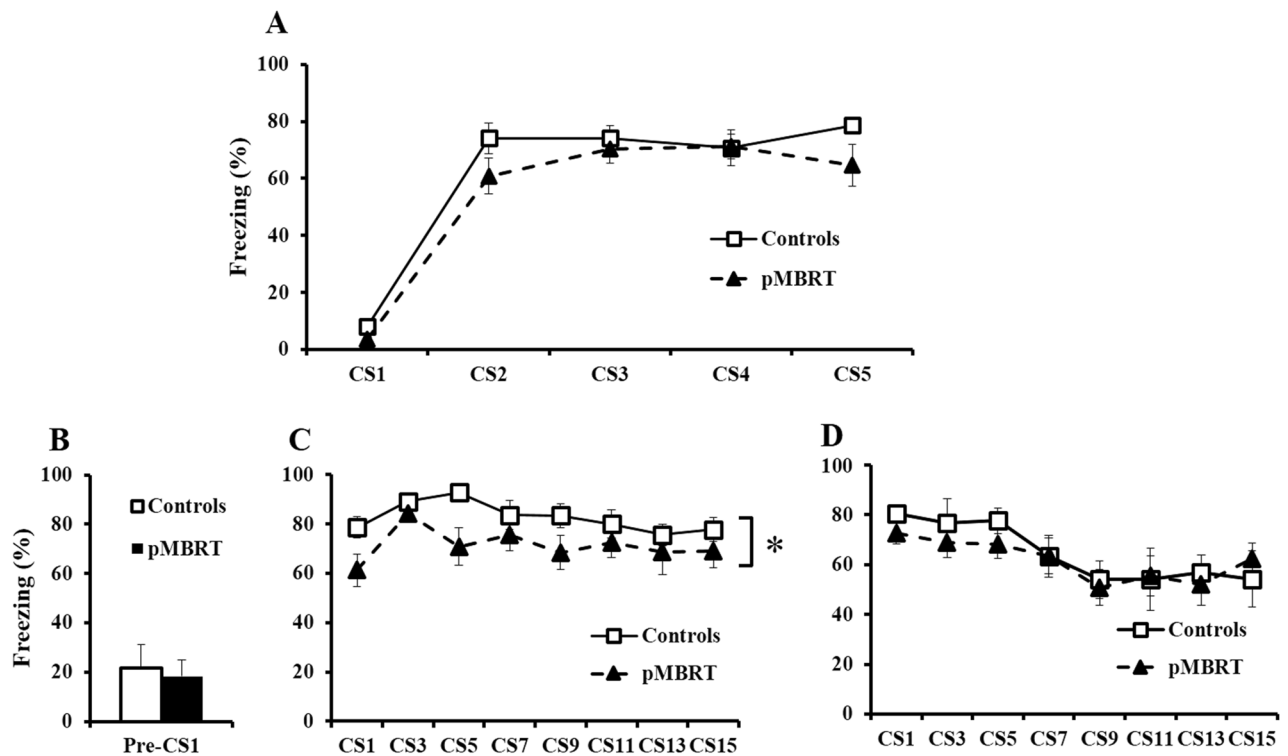 A
100
80
60
40
20
0
Freezing (%)
Controls
pMBRT
CS1 CS2 CS3 CS4 CS5
B
100
80
60
40
20
0
Freezing (%)
Controls
pMBRT
Pre-CS1
C
100
80
60
40
20
0
*
Controls
pMBRT
CS1 CS3 CS5 CS7 CS9 CS11 CS13 CS15
D
100
80
60
40
20
0
Controls
pMBRT
CS1 CS3 CS5 CS7 CS9 CS11 CS13 CS15